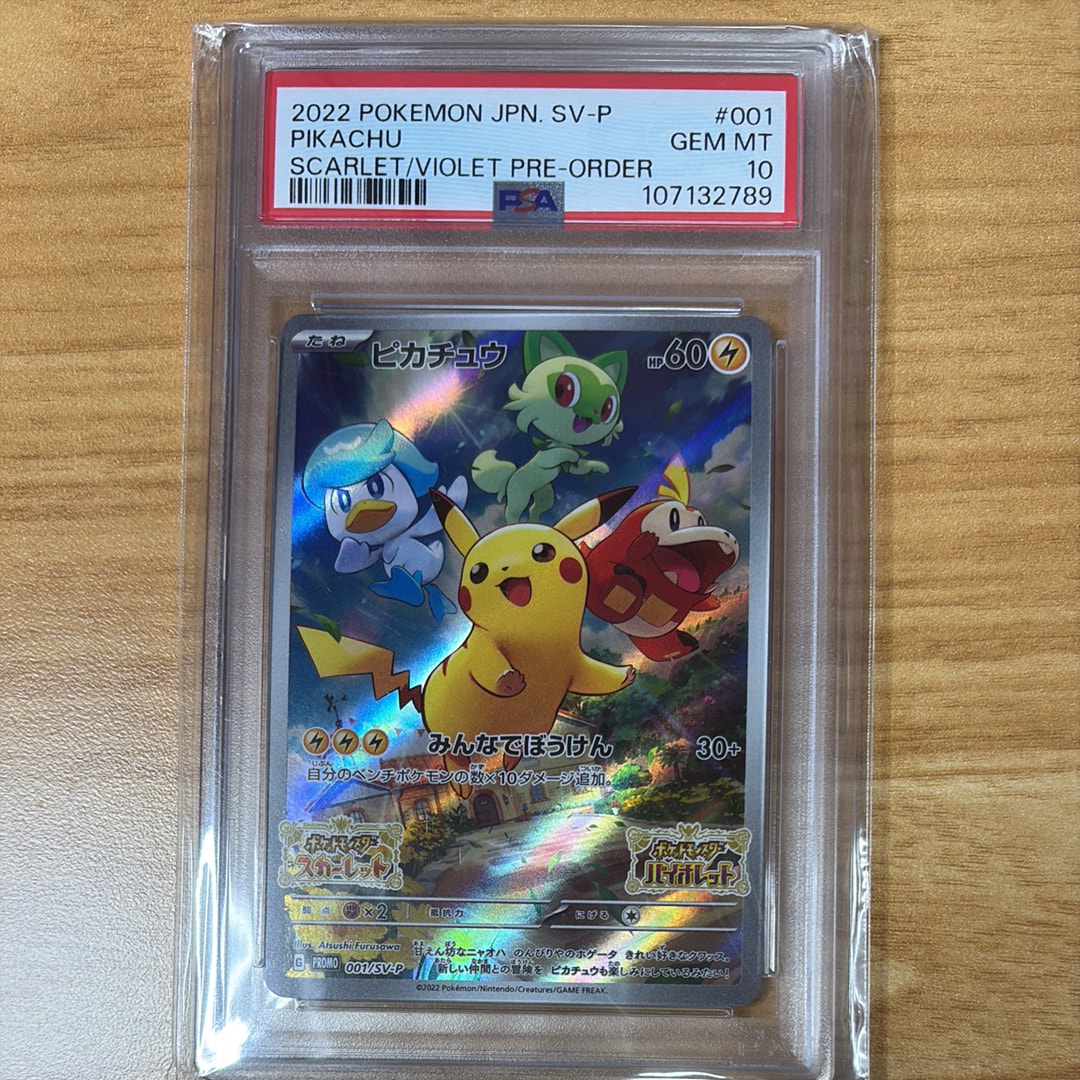 2022 POKEMON JPN. SV-P #001
PIKACHU GEM MT
SCARLET/VIOLET PRE-ORDER 10
PSA 107132789
たね ピカチュウ HP60
みんなでぼうけん 30+
自分のベンチポケモンの数×10ダメージ追加。
ポケットモンスター スカーレット
ポケットモンスター バイオレット
弱点 ×2 抵抗力 にげる
Illus. Atsushi Furusawa
甘えん坊なニャオハ のんびりやのホゲータ きれい好きなクワッス。
新しい仲間との冒険を ピカチュウも楽しみにしているみたい!
G PROMO 001/SV-P
©2022 Pokémon/Nintendo/Creatures/GAME FREAK.